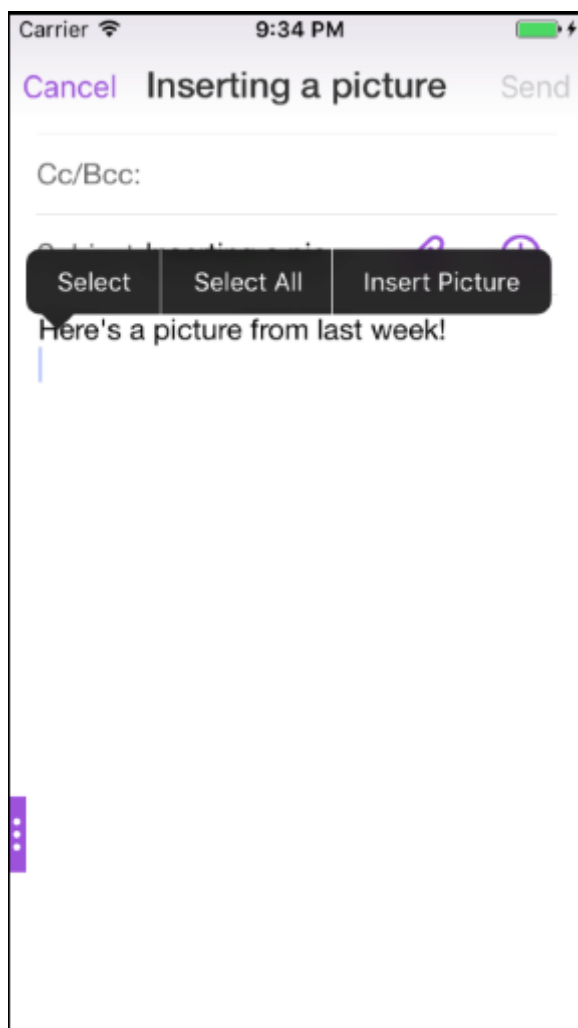 Carrier 9:34 PM
Cancel Inserting a picture Send
Cc/Bcc:
Select Select All Insert Picture
Here's a picture from last week!